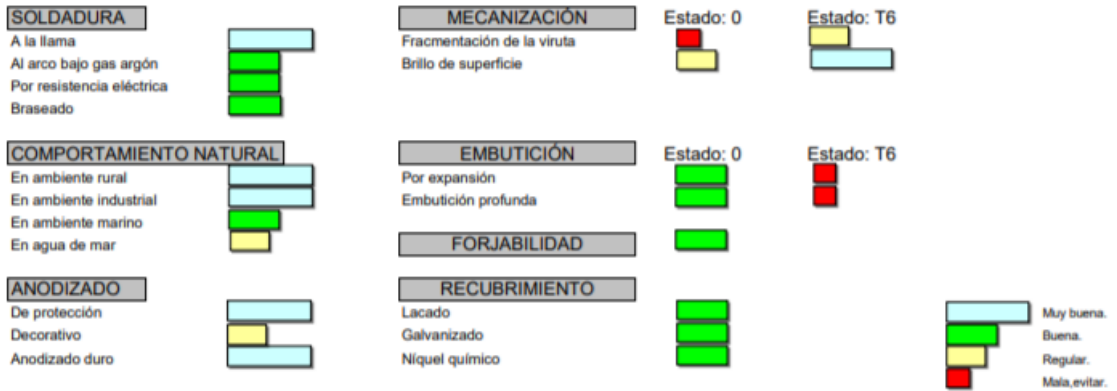 SOLDADURA
A la llama
Al arco bajo gas argón
Por resistencia eléctrica
Braseado
MECANIZACIÓN Estado: 0 Estado: T6
Fracmentación de la viruta
Brillo de superficie
COMPORTAMIENTO NATURAL
En ambiente rural
En ambiente industrial
En ambiente marino
En agua de mar
EMBUTICIÓN Estado: 0 Estado: T6
Por expansión
Embutición profunda
FORJABILIDAD
ANODIZADO
De protección
Decorativo
Anodizado duro
RECUBRIMIENTO
Lacado
Galvanizado
Níquel químico
Muy buena.
Buena.
Regular.
Mala,evitar.